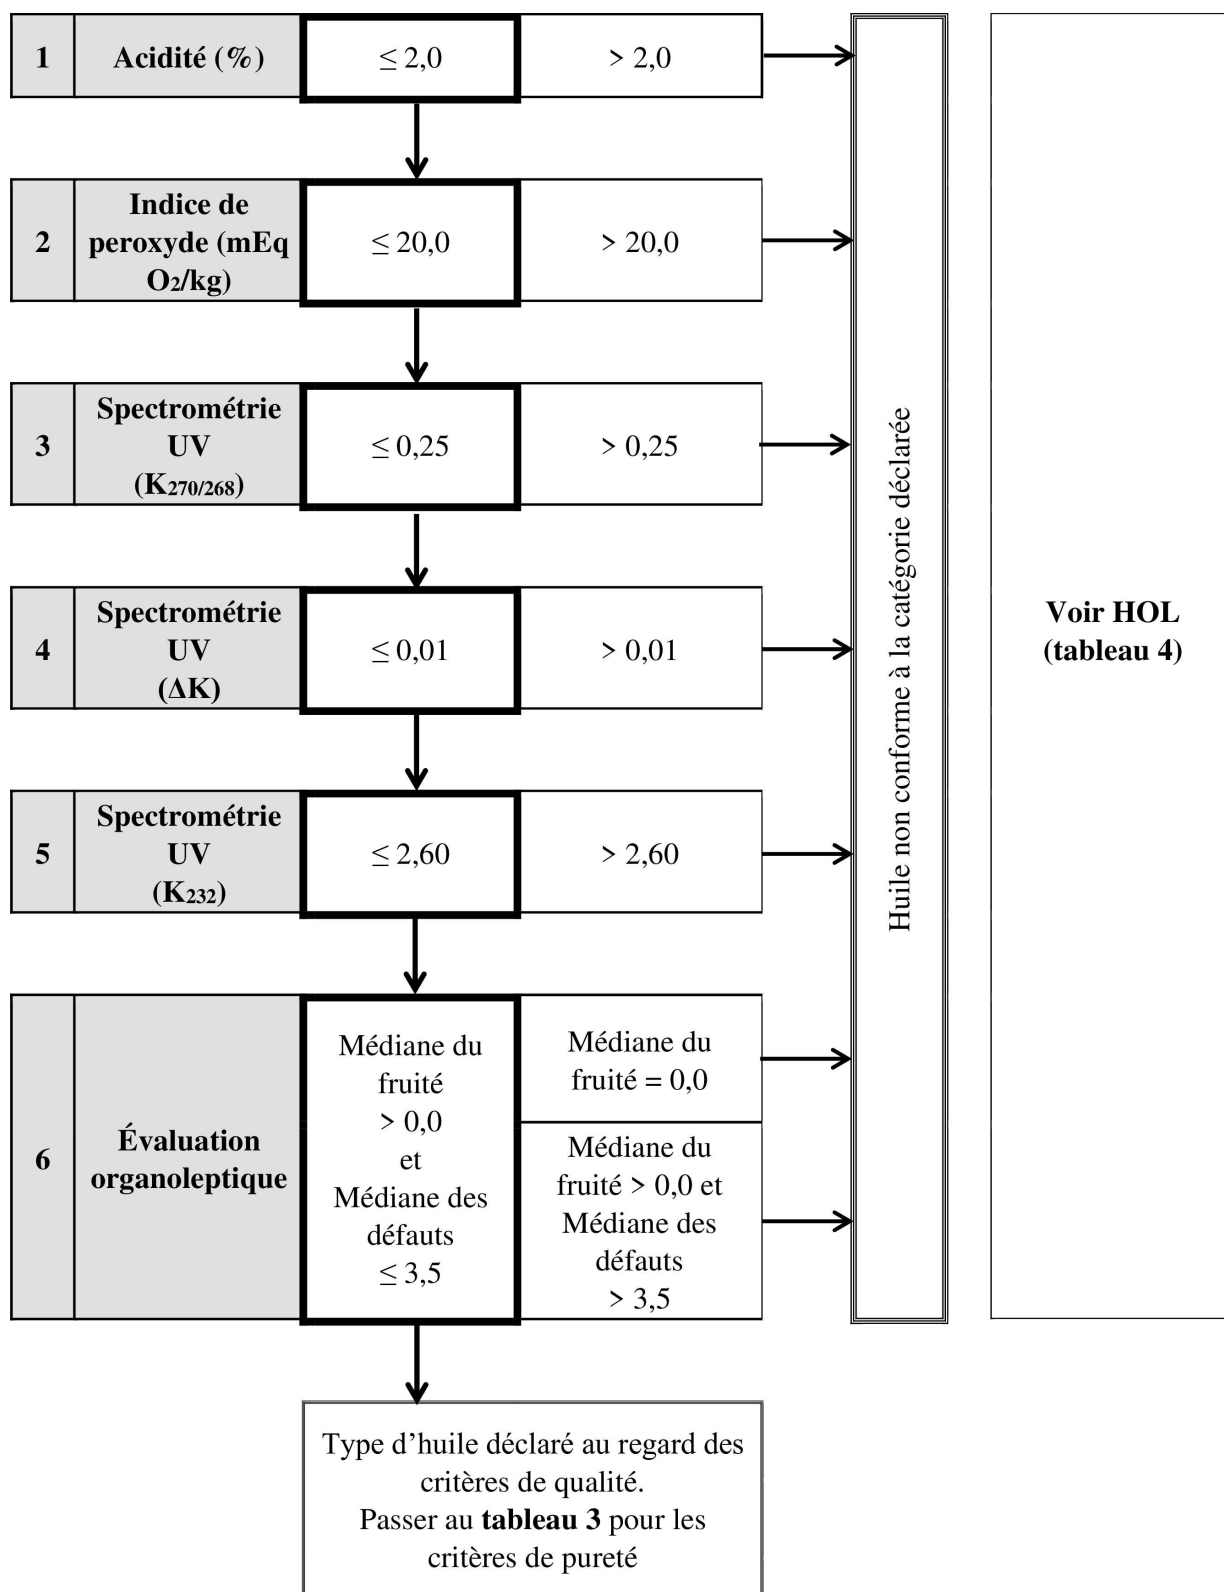 1
Acidité (%)
≤ 2,0
> 2,0
2
Indice de
peroxyde (mEq
O2/kg)
≤ 20,0
> 20,0
3
Spectrométrie
UV
(K270/268)
≤ 0,25
> 0,25
4
Spectrométrie
UV
(ΔK)
≤ 0,01
> 0,01
5
Spectrométrie
UV
(K232)
≤ 2,60
> 2,60
6
Évaluation
organoleptique
Médiane du
fruité
> 0,0
et
Médiane des
défauts
≤ 3,5
Médiane du
fruité = 0,0
Médiane du
fruité > 0,0 et
Médiane des
défauts
> 3,5
Huile non conforme à la catégorie déclarée
Voir HOL
(tableau 4)
Type d’huile déclaré au regard des
critères de qualité.
Passer au tableau 3 pour les
critères de pureté